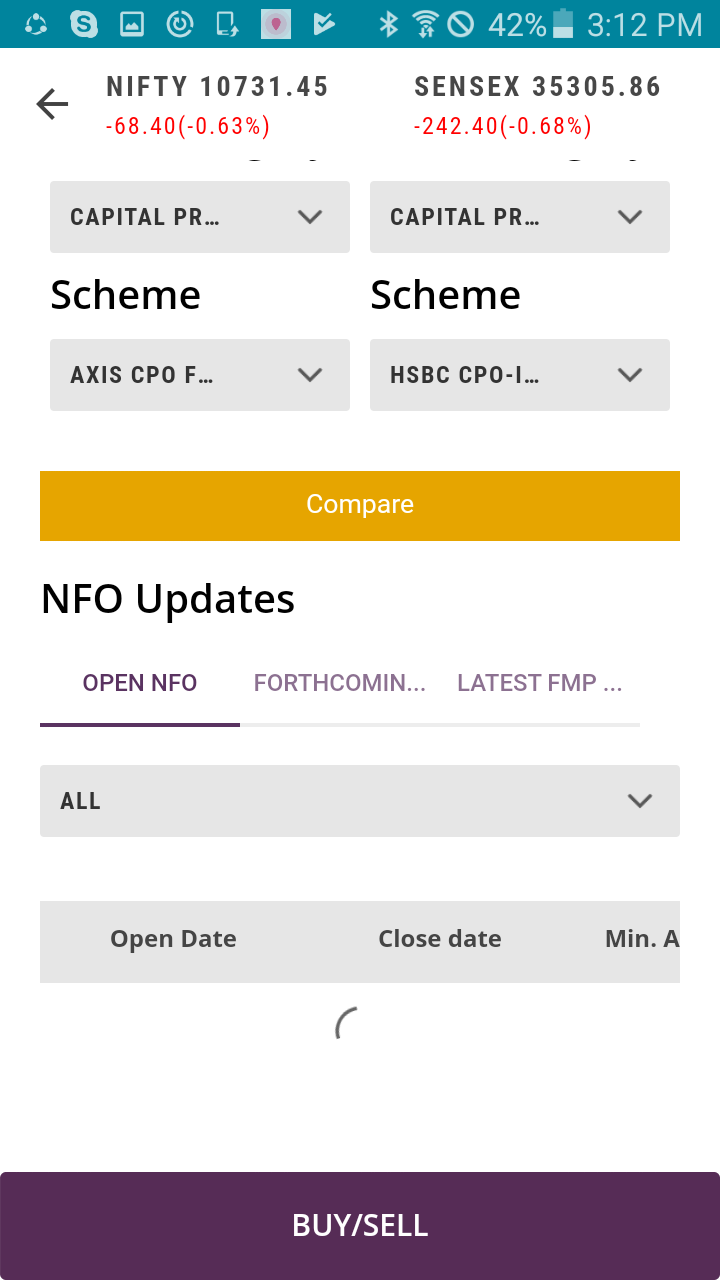 42% 3:12 PM
NIFTY 10731.45 SENSEX 35305.86
-68.40(-0.63%) -242.40(-0.68%)
CAPITAL PR... CAPITAL PR...
Scheme Scheme
AXIS CPO F... HSBC CPO-I...
Compare
NFO Updates
OPEN NFO FORTHCOMIN... LATEST FMP ...
ALL
Open Date Close date Min. A
BUY/SELL